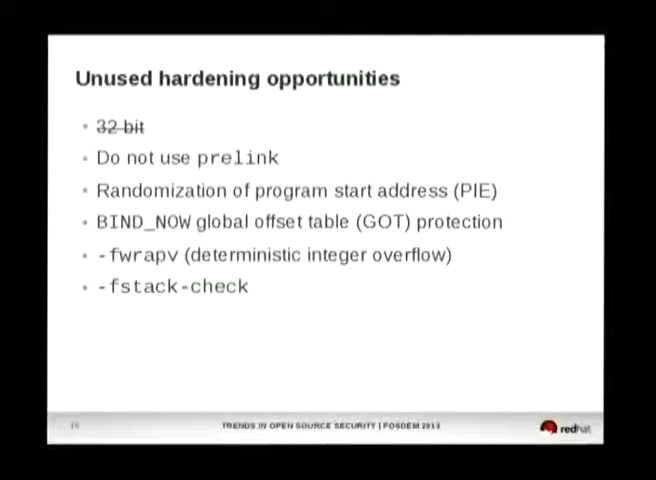 Unused hardening opportunities
32 bit
Do not use prelink
Randomization of program start address (PIE)
BIND_NOW global offset table (GOT) protection
-fwrapv (deterministic integer overflow)
-fstack-check
TRENDS IN OPEN SOURCE SECURITY | FOSDEM 2013
redhat